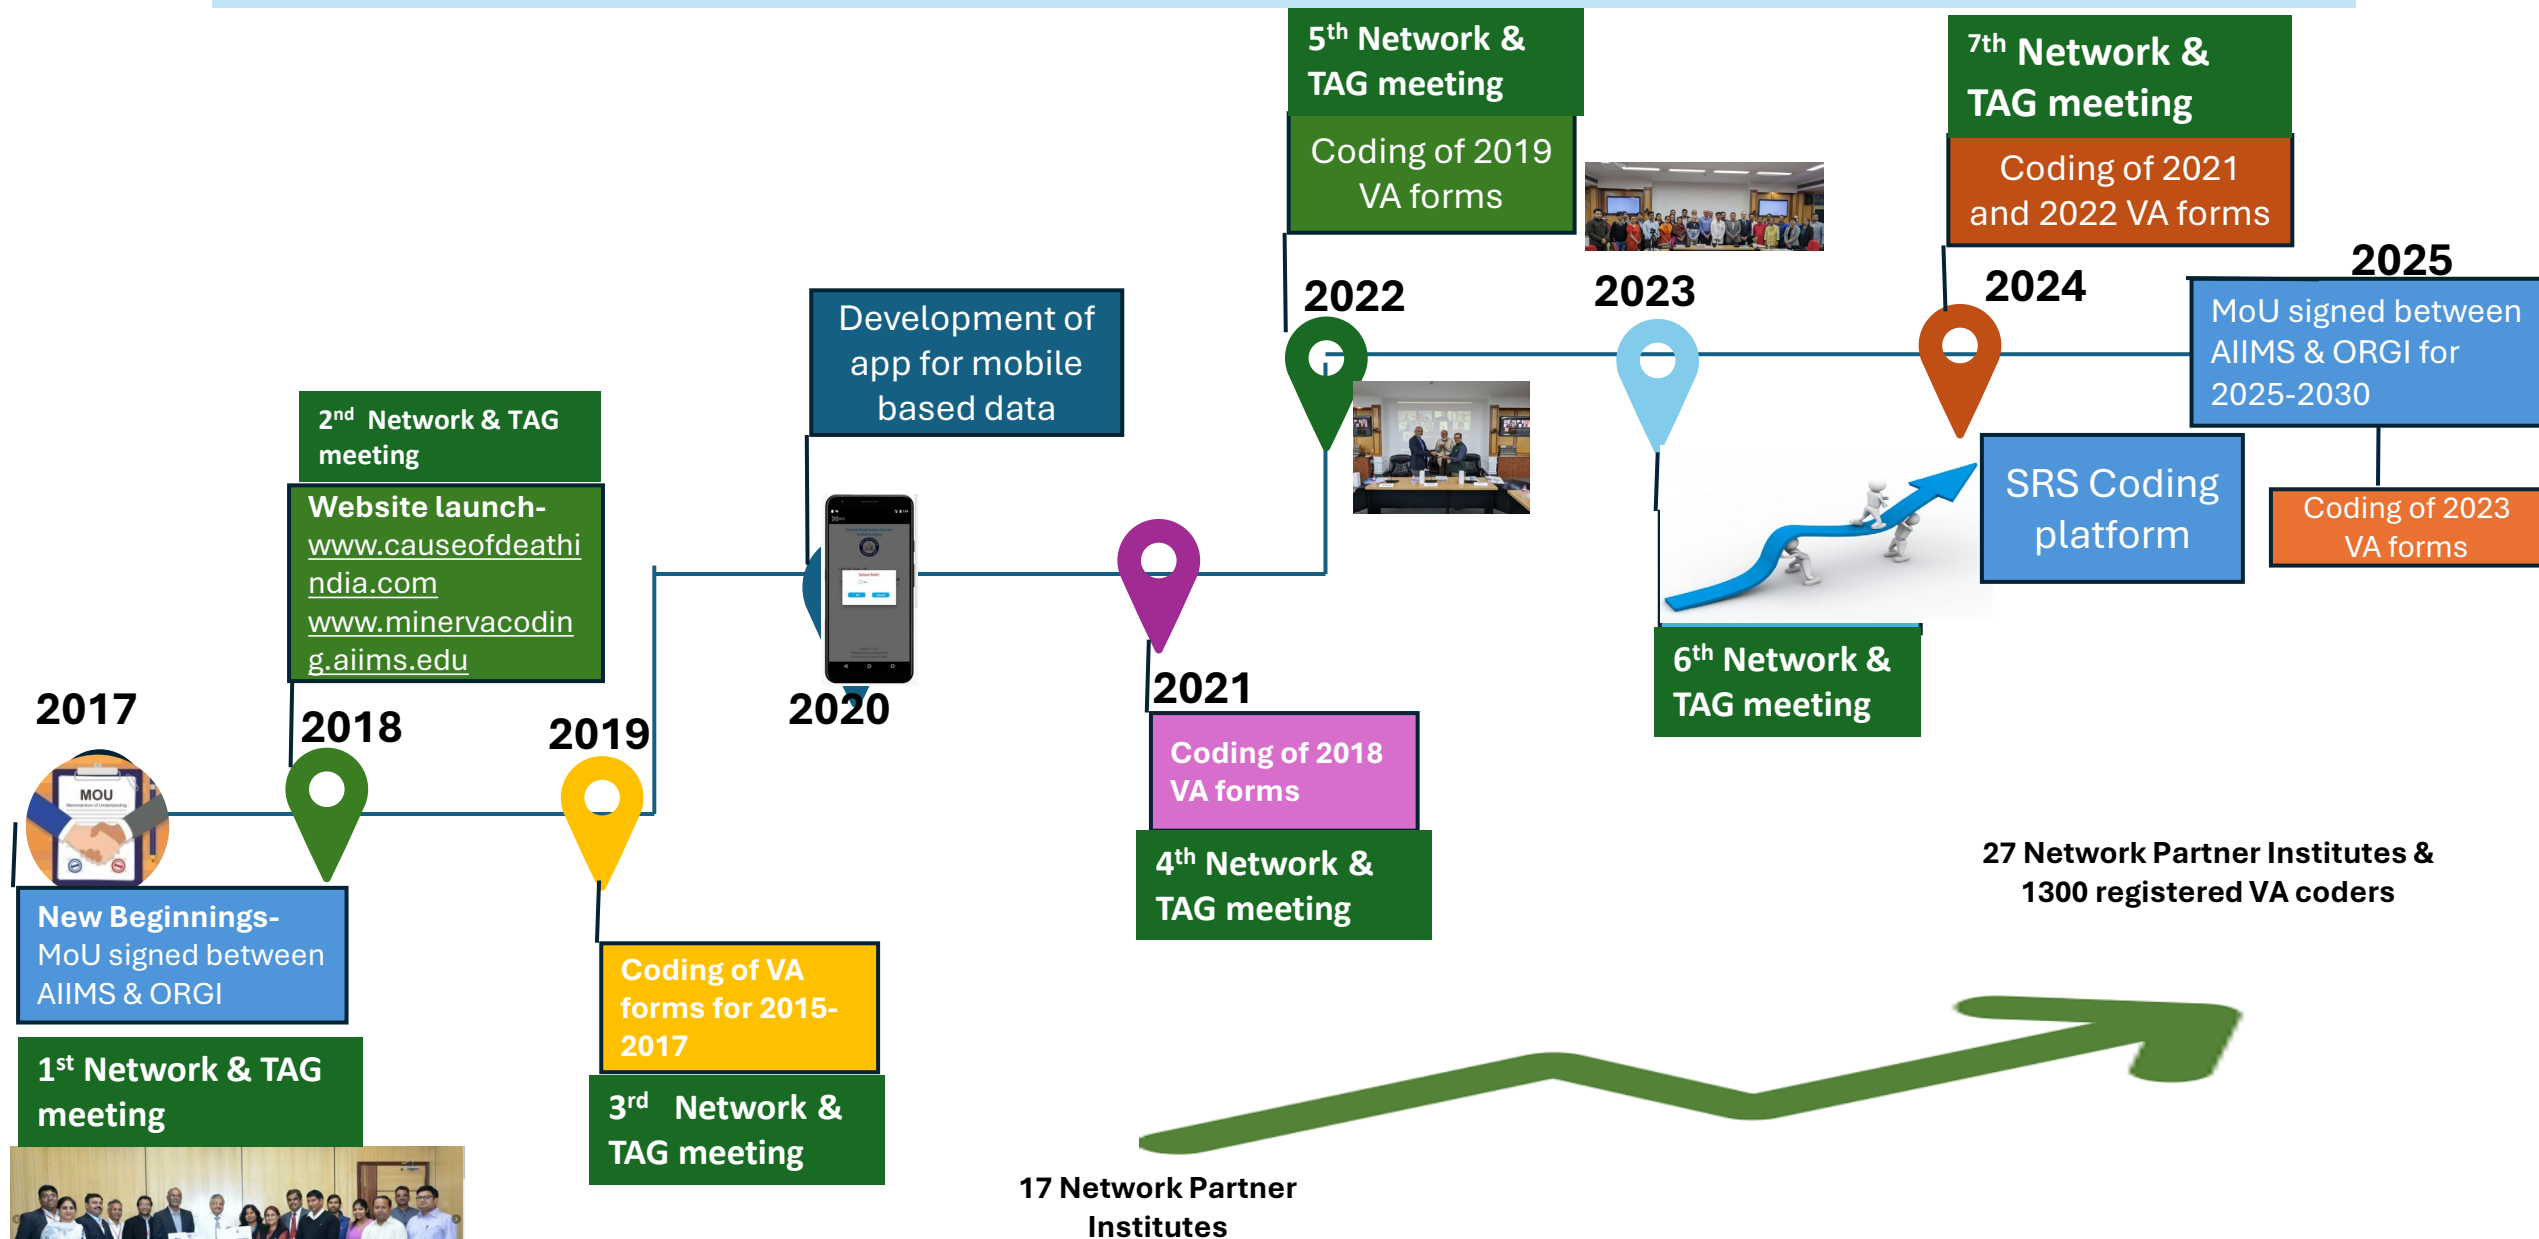 5th Network &
TAG meeting
Coding of 2019
VA forms
7th Network &
TAG meeting
Coding of 2021
and 2022 VA forms
2025
MoU signed between
AIIMS & ORGI for
2025-2030
Coding of 2023
VA forms
2022
2023
2024
SRS Coding
platform
Development of
app for mobile
based data
2nd Network & TAG
meeting
Website launch-
www.causeofdeathi
ndia.com
www.minervacodin
g.aiims.edu
6th Network &
TAG meeting
2017
2018
2019
2020
2021
MOU
Memorandum of Understanding
Coding of 2018
VA forms
4th Network &
TAG meeting
New Beginnings-
MoU signed between
AIIMS & ORGI
1st Network & TAG
meeting
Coding of VA
forms for 2015-
2017
3rd Network &
TAG meeting
27 Network Partner Institutes &
1300 registered VA coders
17 Network Partner
Institutes